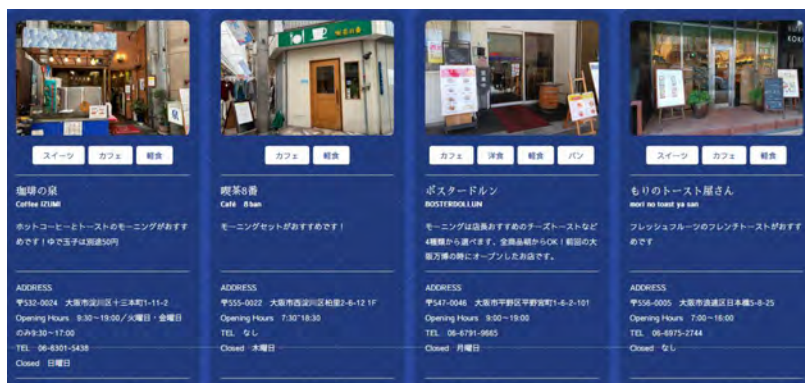 スイーツ カフェ 軽食
珈琲の泉
Coffee IZUMI
ホットコーヒーとトーストのモーニングがおすす
めです！ゆで玉子は別途50円
ADDRESS
〒532-0024 大阪市淀川区十三本町1-11-2
Opening Hours 9:30~19:00/火曜日・金曜日
のみ9:30~17:00
TEL 06-6301-5438
Closed 日曜日
カフェ 軽食
喫茶8番
Café 8ban
モーニングセットがおすすめです！
ADDRESS
〒555-0022 大阪市西淀川区柏里2-6-12 1F
Opening Hours 7:30~18:30
TEL なし
Closed 木曜日
カフェ 洋食 軽食 パン
ボスタードルン
BOSTERDOLLUN
モーニングは店長おすすめのチーズトーストなど
4種類から選べます、全商品朝からOK！前回の大
阪万博の時にオープンしたお店です。
ADDRESS
〒547-0046 大阪市平野区平野宮町1-6-2-101
Opening Hours 9:00~19:00
TEL 06-6791-9665
Closed 月曜日
スイーツ カフェ 軽食
もりのトースト屋さん
mori no toast ya san
フレッシュフルーツのフレンチトーストがおすす
めです
ADDRESS
〒556-0005 大阪市浪速区日本橋5-8-25
Opening Hours 7:00~16:00
TEL 06-6975-2744
Closed なし